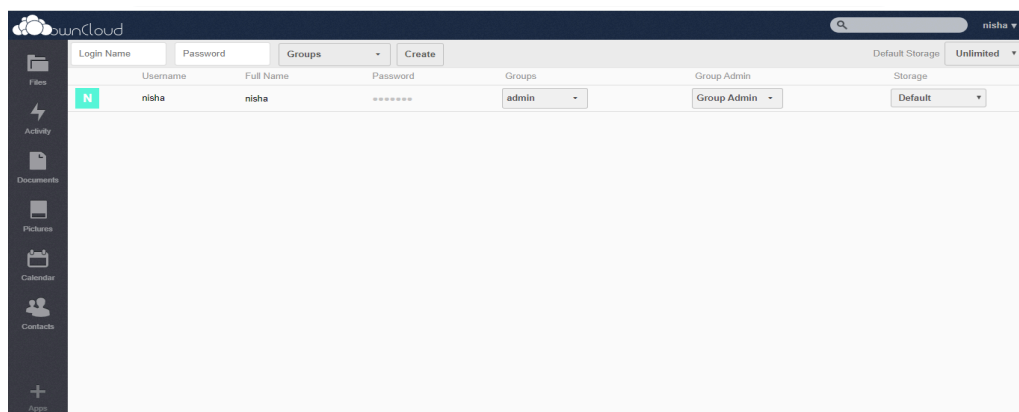 ownCloud
nisha
Login Name Password Groups Create Default Storage Unlimited
Username Full Name Password Groups Group Admin Storage
N nisha nisha ●●●●●●● admin Group Admin Default
Files
Activity
Documents
Pictures
Calendar
Contacts
Apps